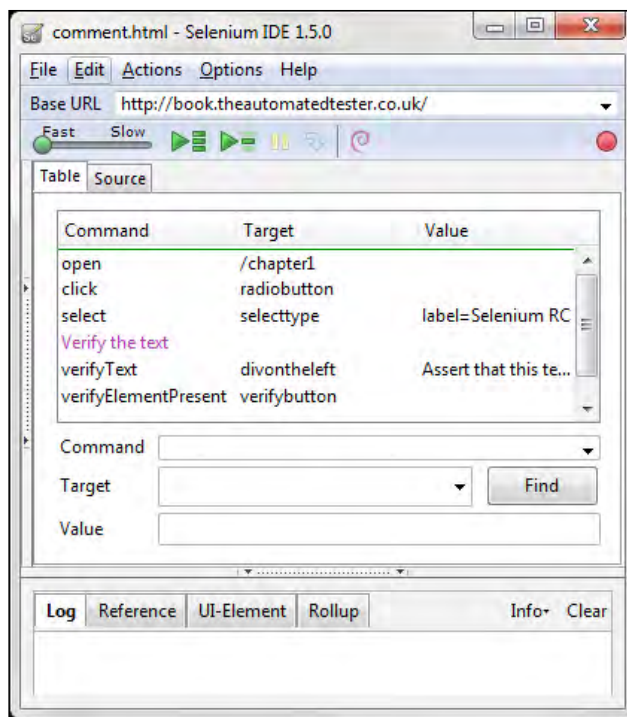 comment.html - Selenium IDE 1.5.0
File Edit Actions Options Help
Base URL http://book.theautomatedtester.co.uk/
Fast Slow
Table Source
Command Target Value
open /chapter1
click radiobutton
select selecttype label=Selenium RC
Verify the text
verifyText divontheleft Assert that this te...
verifyElementPresent verifybutton
Command
Target Find
Value
Log Reference UI-Element Rollup Info Clear